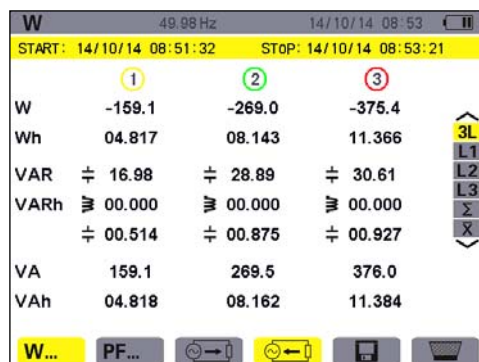 W 49.98 Hz 14/10/14 08:53
START: 14/10/14 08:51:32 STOP: 14/10/14 08:53:21
1 2 3
W -159.1 -269.0 -375.4
Wh 04.817 08.143 11.366
VAR 16.98 28.89 30.61
VARh 00.000 00.000 00.000
00.514 00.875 00.927
VA 159.1 269.5 376.0
VAh 04.818 08.162 11.384
3L
L1
L2
L3
Σ
X̄
W... PF...